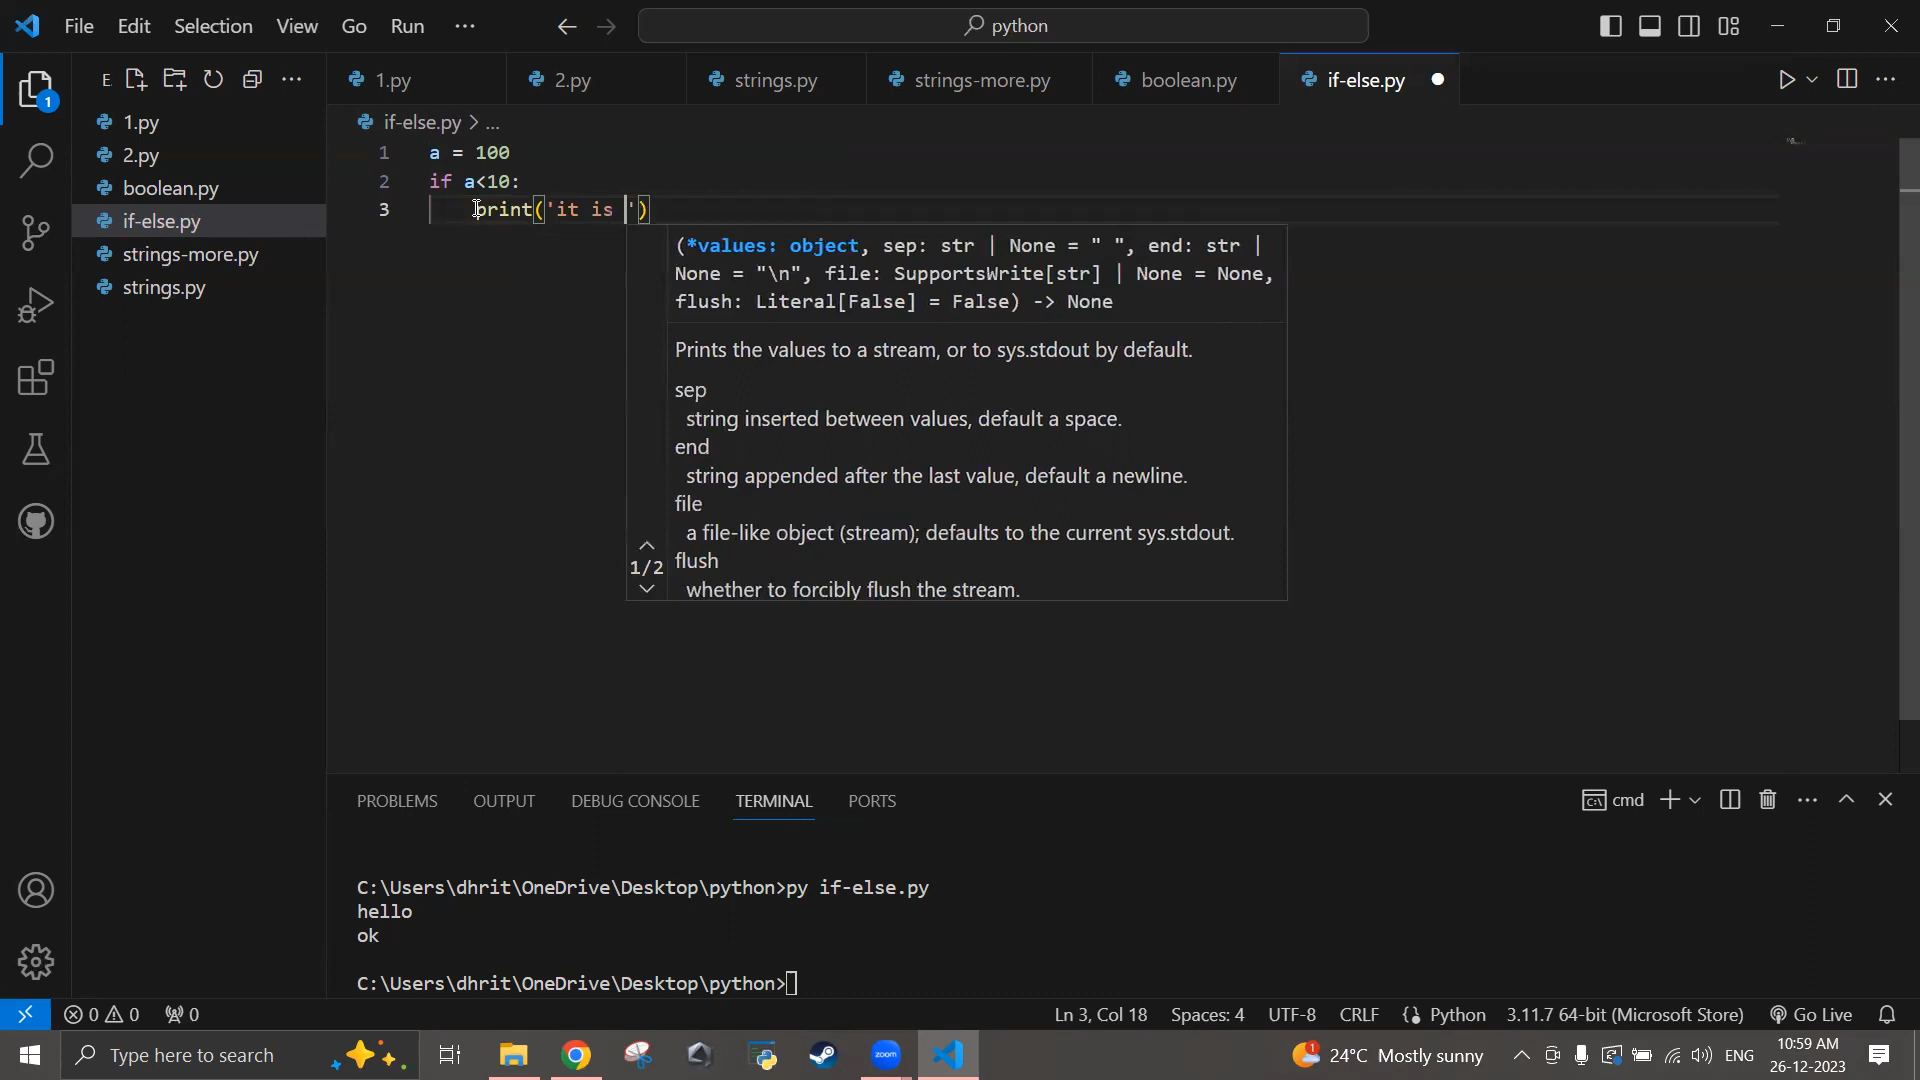 File Edit Selection View Go Run ··· python
E
1.py 2.py strings.py strings-more.py boolean.py if-else.py
1
1.py
2.py
boolean.py
if-else.py
strings-more.py
strings.py
if-else.py > ...
1 a = 100
2 if a<10:
3 print('it is ')
(*values: object, sep: str | None = " ", end: str |
None = "\n", file: SupportsWrite[str] | None = None,
flush: Literal[False] = False) -> None
Prints the values to a stream, or to sys.stdout by default.
sep
string inserted between values, default a space.
end
string appended after the last value, default a newline.
file
a file-like object (stream); defaults to the current sys.stdout.
flush
whether to forcibly flush the stream.
1/2
PROBLEMS OUTPUT DEBUG CONSOLE TERMINAL PORTS cmd
C:\Users\dhrit\OneDrive\Desktop\python>py if-else.py
hello
ok
C:\Users\dhrit\OneDrive\Desktop\python>
0 0 0 Ln 3, Col 18 Spaces: 4 UTF-8 CRLF {} Python 3.11.7 64-bit (Microsoft Store) Go Live
Type here to search zoom 1 24°C Mostly sunny ENG 10:59 AM
26-12-2023